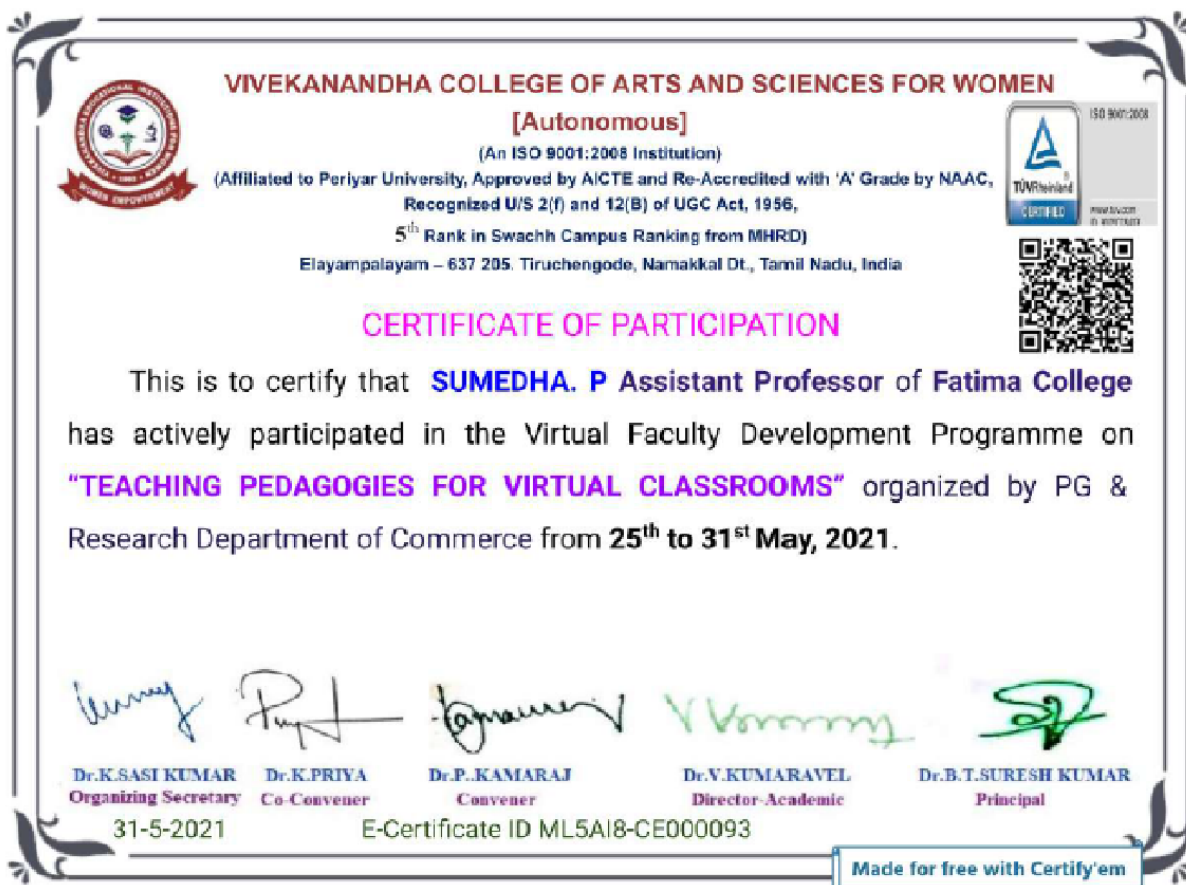 VIVEKANANDHA COLLEGE OF ARTS AND SCIENCES FOR WOMEN
[Autonomous]
(An ISO 9001:2008 Institution)
(Affiliated to Periyar University, Approved by AICTE and Re-Accredited with 'A' Grade by NAAC,
Recognized U/S 2(f) and 12(B) of UGC Act, 1956,
5th Rank in Swachh Campus Ranking from MHRD)
Elayampalayam – 637 205. Tiruchengode, Namakkal Dt., Tamil Nadu, India
WOMEN EMPOWERMENT
ISO 9001:2008
TÜVRheinland®
CERTIFIED
www.tuv.com
CERTIFICATE OF PARTICIPATION
This is to certify that SUMEDHA. P Assistant Professor of Fatima College
has actively participated in the Virtual Faculty Development Programme on
“TEACHING PEDAGOGIES FOR VIRTUAL CLASSROOMS” organized by PG &
Research Department of Commerce from 25th to 31st May, 2021.
Dr.K.SASI KUMAR Dr.K.PRIYA Dr.P..KAMARAJ Dr.V.KUMARAVEL Dr.B.T.SURESH KUMAR
Organizing Secretary Co-Convener Convener Director-Academic Principal
31-5-2021 E-Certificate ID ML5AI8-CE000093
Made for free with Certify'em